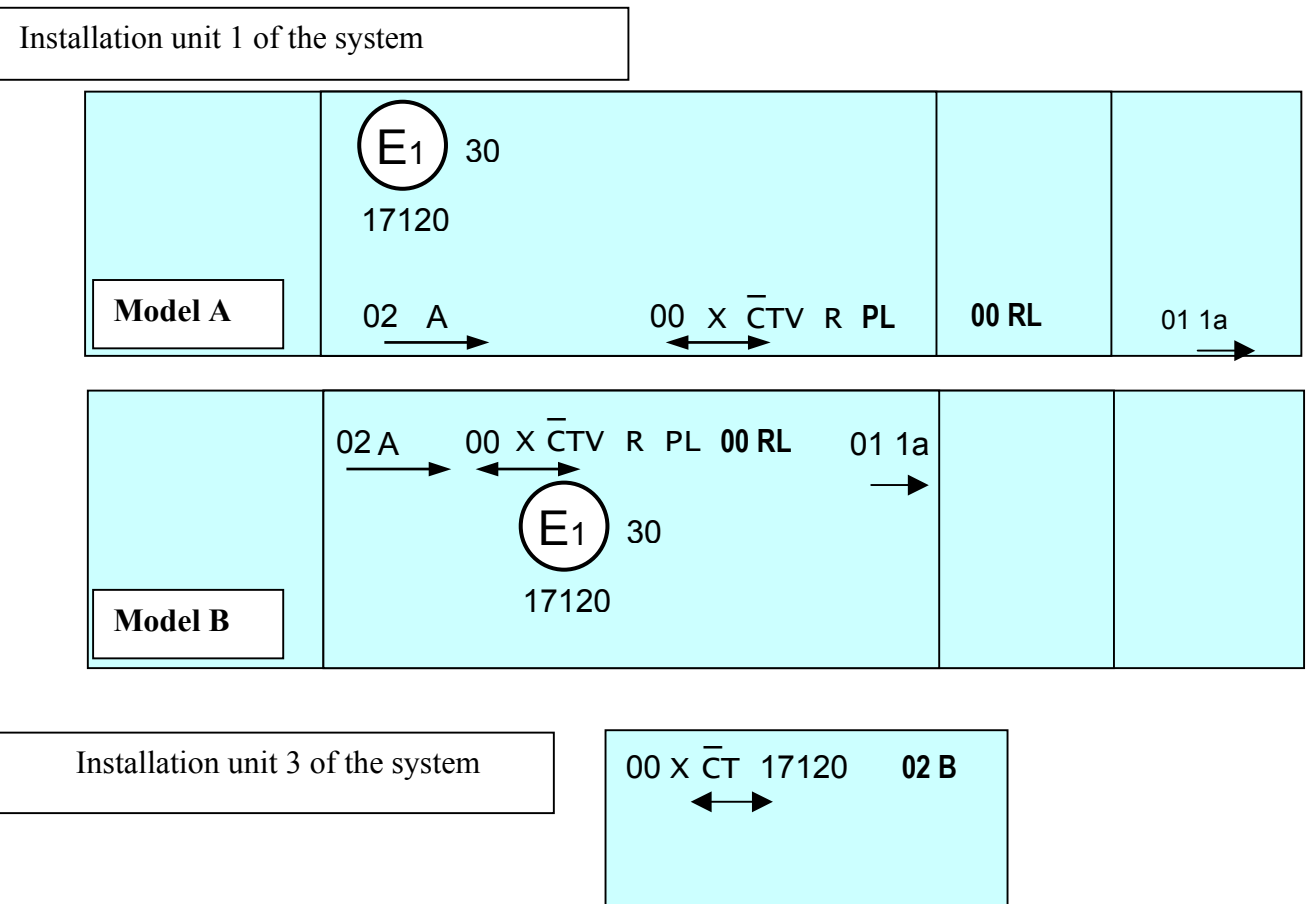 Installation unit 1 of the system
E1 30
17120
Model A 02 A 00 X C̅TV R PL 00 RL 01 1a
02 A 00 X C̅TV R PL 00 RL 01 1a
E1 30
17120
Model B
Installation unit 3 of the system
00 X C̅T 17120 02 B